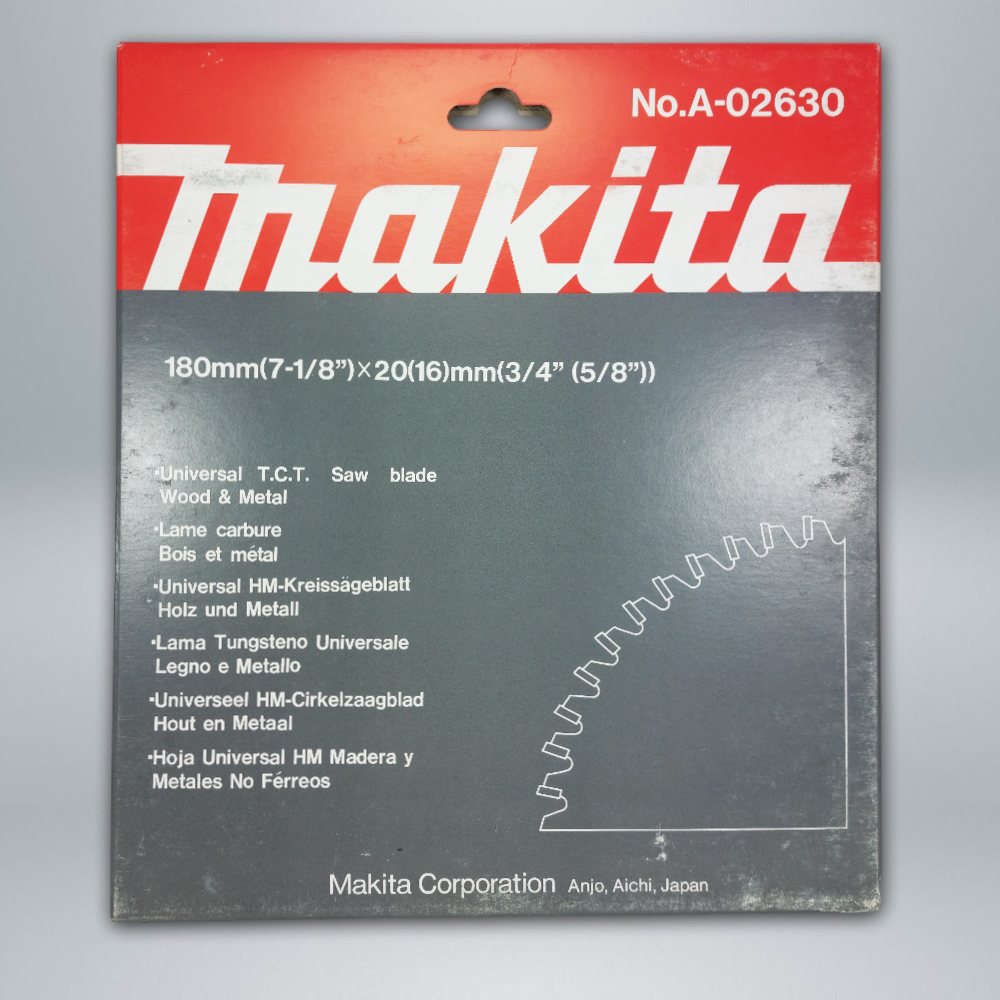 No.A-02630
makita
180mm(7-1/8")×20(16)mm(3/4" (5/8"))
·Universal T.C.T. Saw blade
Wood & Metal
·Lame carbure
Bois et métal
·Universal HM-Kreissägeblatt
Holz und Metall
·Lama Tungsteno Universale
Legno e Metallo
·Universeel HM-Cirkelzaagblad
Hout en Metaal
·Hoja Universal HM Madera y
Metales No Férreos
Makita Corporation Anjo, Aichi, Japan